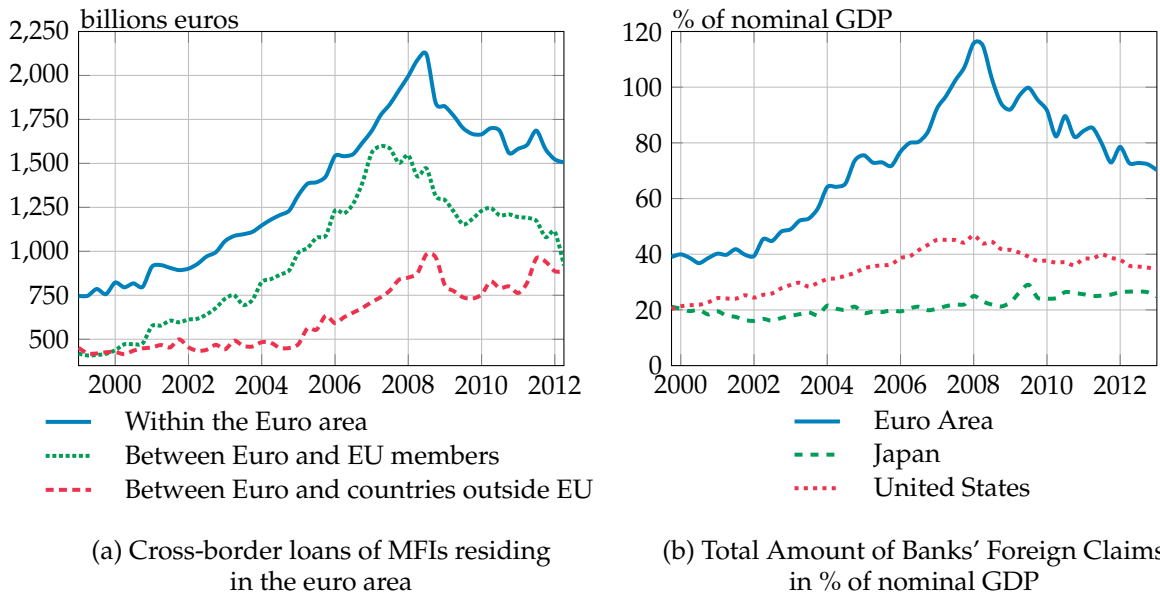 billions euros
2,250
2,000
1,750
1,500
1,250
1,000
750
500
2000 2002 2004 2006 2008 2010 2012
Within the Euro area
Between Euro and EU members
Between Euro and countries outside EU
(a) Cross-border loans of MFIs residing
in the euro area
% of nominal GDP
120
100
80
60
40
20
0
2000 2002 2004 2006 2008 2010 2012
Euro Area
Japan
United States
(b) Total Amount of Banks' Foreign Claims
in % of nominal GDP